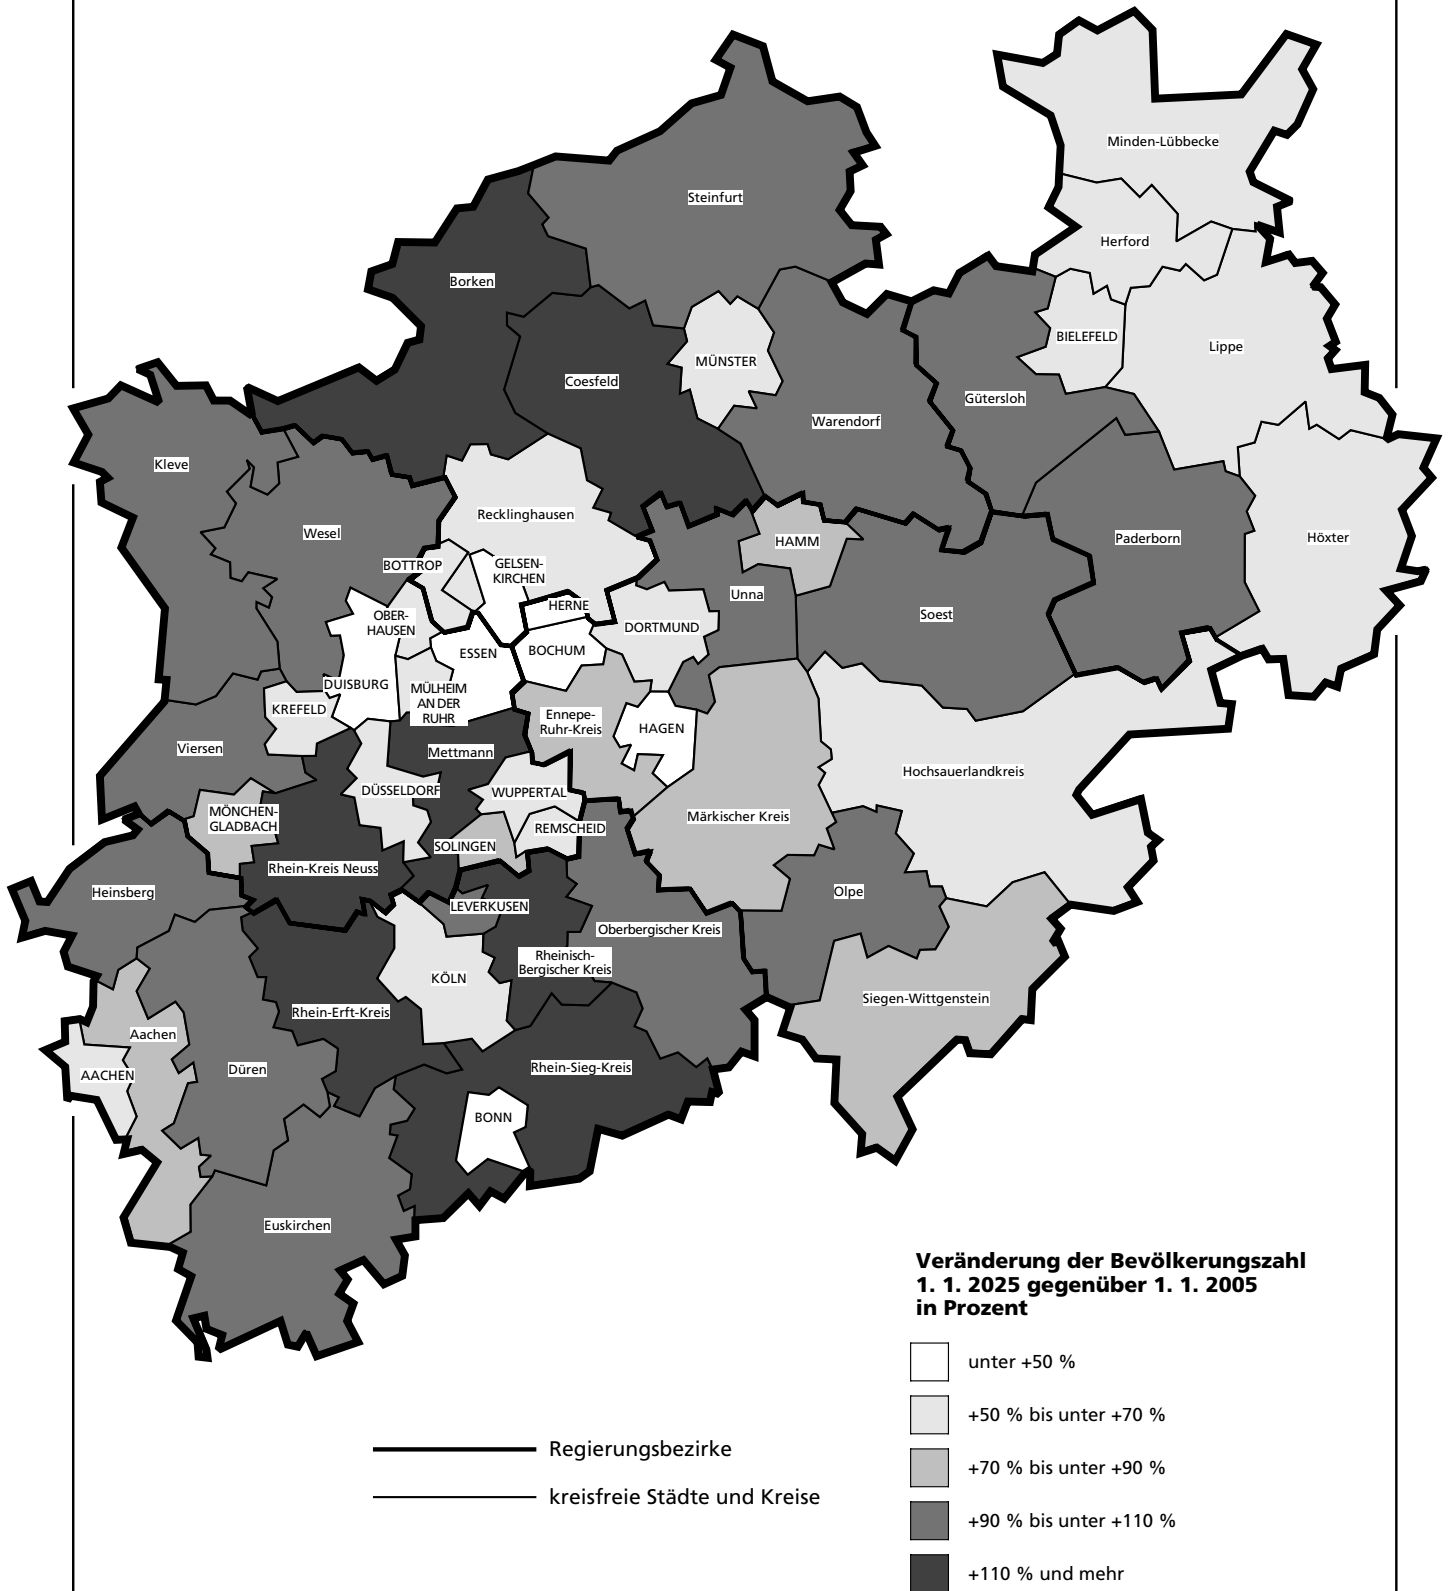 Minden-Lübbecke
Steinfurt
Herford
Borken
BIELEFELD
Lippe
MÜNSTER
Coesfeld
Gütersloh
Warendorf
Kleve
Recklinghausen
Wesel
HAMM
Paderborn
Höxter
BOTTROP
GELSEN-
KIRCHEN
Unna
HERNE
Soest
OBER-
HAUSEN
DORTMUND
ESSEN
BOCHUM
DUISBURG
MÜLHEIM
AN DER
RUHR
KREFELD
Ennepe-
Ruhr-Kreis
HAGEN
Viersen
Mettmann
Hochsauerlandkreis
DÜSSELDORF
WUPPERTAL
MÖNCHEN-
GLADBACH
Märkischer Kreis
REMSCHEID
SOLINGEN
Rhein-Kreis Neuss
Heinsberg
Olpe
LEVERKUSEN
Oberbergischer Kreis
Rheinisch-
Bergischer Kreis
KÖLN
Siegen-Wittgenstein
Rhein-Erft-Kreis
Aachen
AACHEN
Düren
Rhein-Sieg-Kreis
BONN
Euskirchen
Veränderung der Bevölkerungszahl
1. 1. 2025 gegenüber 1. 1. 2005
in Prozent
unter +50 %
+50 % bis unter +70 %
+70 % bis unter +90 %
+90 % bis unter +110 %
+110 % und mehr
Regierungsbezirke
kreisfreie Städte und Kreise